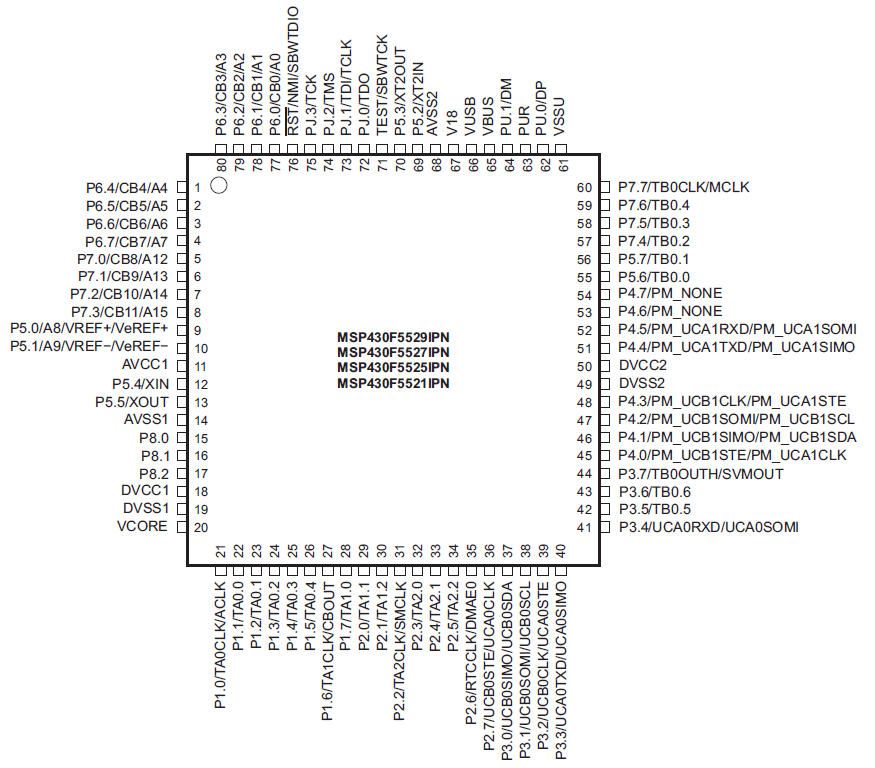 P6.3/CB3/A3
P6.2/CB2/A2
P6.1/CB1/A1
P6.0/CB0/A0
RST/NMI/SBWTDIO
PJ.3/TCK
PJ.2/TMS
PJ.1/TDI/TCLK
PJ.0/TDO
TEST/SBWTCK
P5.3/XT2OUT
P5.2/XT2IN
AVSS2
V18
VUSB
VBUS
PU.1/DM
PUR
PU.0/DP
VSSU
80 79 78 77 76 75 74 73 72 71 70 69 68 67 66 65 64 63 62 61
P6.4/CB4/A4 1
P6.5/CB5/A5 2
P6.6/CB6/A6 3
P6.7/CB7/A7 4
P7.0/CB8/A12 5
P7.1/CB9/A13 6
P7.2/CB10/A14 7
P7.3/CB11/A15 8
P5.0/A8/VREF+/VeREF+ 9
P5.1/A9/VREF−/VeREF− 10
AVCC1 11
P5.4/XIN 12
P5.5/XOUT 13
AVSS1 14
P8.0 15
P8.1 16
P8.2 17
DVCC1 18
DVSS1 19
VCORE 20
MSP430F5529IPN
MSP430F5527IPN
MSP430F5525IPN
MSP430F5521IPN
60 P7.7/TB0CLK/MCLK
59 P7.6/TB0.4
58 P7.5/TB0.3
57 P7.4/TB0.2
56 P5.7/TB0.1
55 P5.6/TB0.0
54 P4.7/PM_NONE
53 P4.6/PM_NONE
52 P4.5/PM_UCA1RXD/PM_UCA1SOMI
51 P4.4/PM_UCA1TXD/PM_UCA1SIMO
50 DVCC2
49 DVSS2
48 P4.3/PM_UCB1CLK/PM_UCA1STE
47 P4.2/PM_UCB1SOMI/PM_UCB1SCL
46 P4.1/PM_UCB1SIMO/PM_UCB1SDA
45 P4.0/PM_UCB1STE/PM_UCA1CLK
44 P3.7/TB0OUTH/SVMOUT
43 P3.6/TB0.6
42 P3.5/TB0.5
41 P3.4/UCA0RXD/UCA0SOMI
21 22 23 24 25 26 27 28 29 30 31 32 33 34 35 36 37 38 39 40
P1.0/TA0CLK/ACLK
P1.1/TA0.0
P1.2/TA0.1
P1.3/TA0.2
P1.4/TA0.3
P1.5/TA0.4
P1.6/TA1CLK/CBOUT
P1.7/TA1.0
P2.0/TA1.1
P2.1/TA1.2
P2.2/TA2CLK/SMCLK
P2.3/TA2.0
P2.4/TA2.1
P2.5/TA2.2
P2.6/RTCCLK/DMAE0
P2.7/UCB0STE/UCA0CLK
P3.0/UCB0SIMO/UCB0SDA
P3.1/UCB0SOMI/UCB0SCL
P3.2/UCB0CLK/UCA0STE
P3.3/UCA0TXD/UCA0SIMO